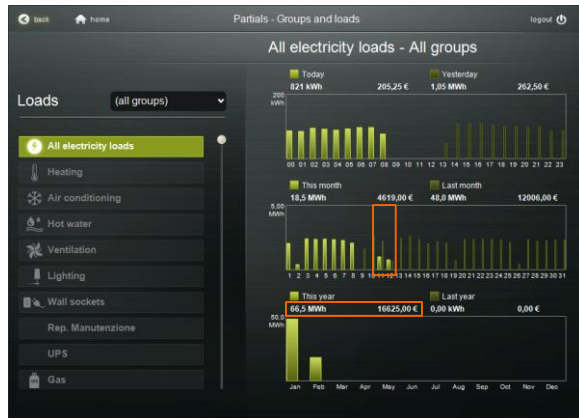 back home Partials - Groups and loads logout
All electricity loads - All groups
Loads (all groups)
All electricity loads
Heating
Air conditioning
Hot water
Ventilation
Lighting
Wall sockets
Rep. Manutenzione
UPS
Gas
Today Yesterday
821 kWh 205,25 € 1,05 MWh 262,50 €
200
kWh
00 01 02 03 04 05 06 07 08 09 10 11 12 13 14 15 16 17 18 19 20 21 22 23
This month Last month
18,5 MWh 4619,00 € 48,0 MWh 12006,00 €
5,00
MWh
1 2 3 4 5 6 7 8 9 10 11 12 13 14 15 16 17 18 19 20 21 22 23 24 25 26 27 28 29 30 31
This year Last year
66,5 MWh 16625,00 € 0,00 kWh 0,00 €
50,0
MWh
Jan Feb Mar Apr May Jun Jul Aug Sep Oct Nov Dec